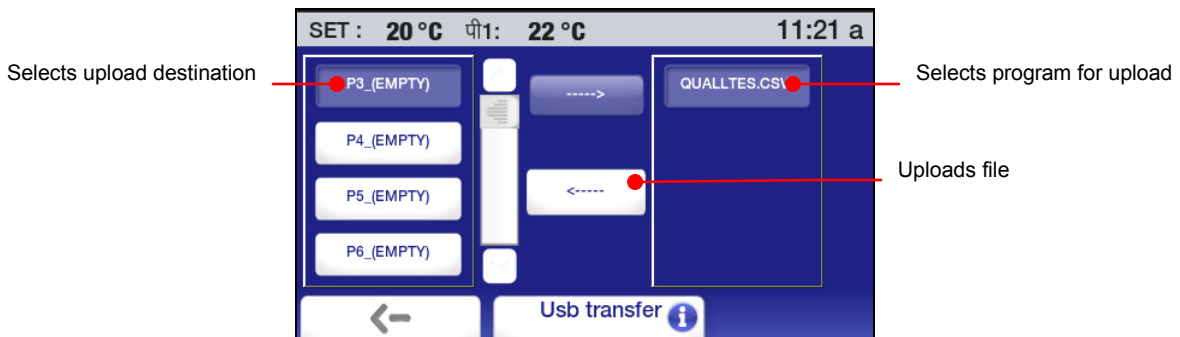 SET : 20 °C पी1: 22 °C 11:21 a
Selects upload destination
P3_(EMPTY)
----->
QUALLTES.CSV
Selects program for upload
P4_(EMPTY)
Uploads file
P5_(EMPTY)
<-----
P6_(EMPTY)
Usb transfer